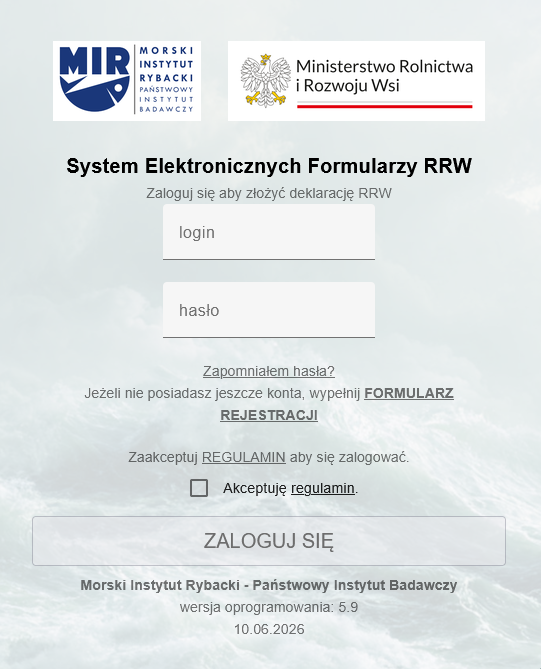 MIR
MORSKI
INSTYTUT
RYBACKI
PAŃSTWOWY
INSTYTUT
BADAWCZY
Ministerstwo Rolnictwa
i Rozwoju Wsi
System Elektronicznych Formularzy RRW
Zaloguj się aby złożyć deklarację RRW
login
hasło
Zapomniałem hasła?
Jeżeli nie posiadasz jeszcze konta, wypełnij FORMULARZ
REJESTRACJI
Zaakceptuj REGULAMIN aby się zalogować.
Akceptuję regulamin.
ZALOGUJ SIĘ
Morski Instytut Rybacki - Państwowy Instytut Badawczy
wersja oprogramowania: 5.9
10.06.2026